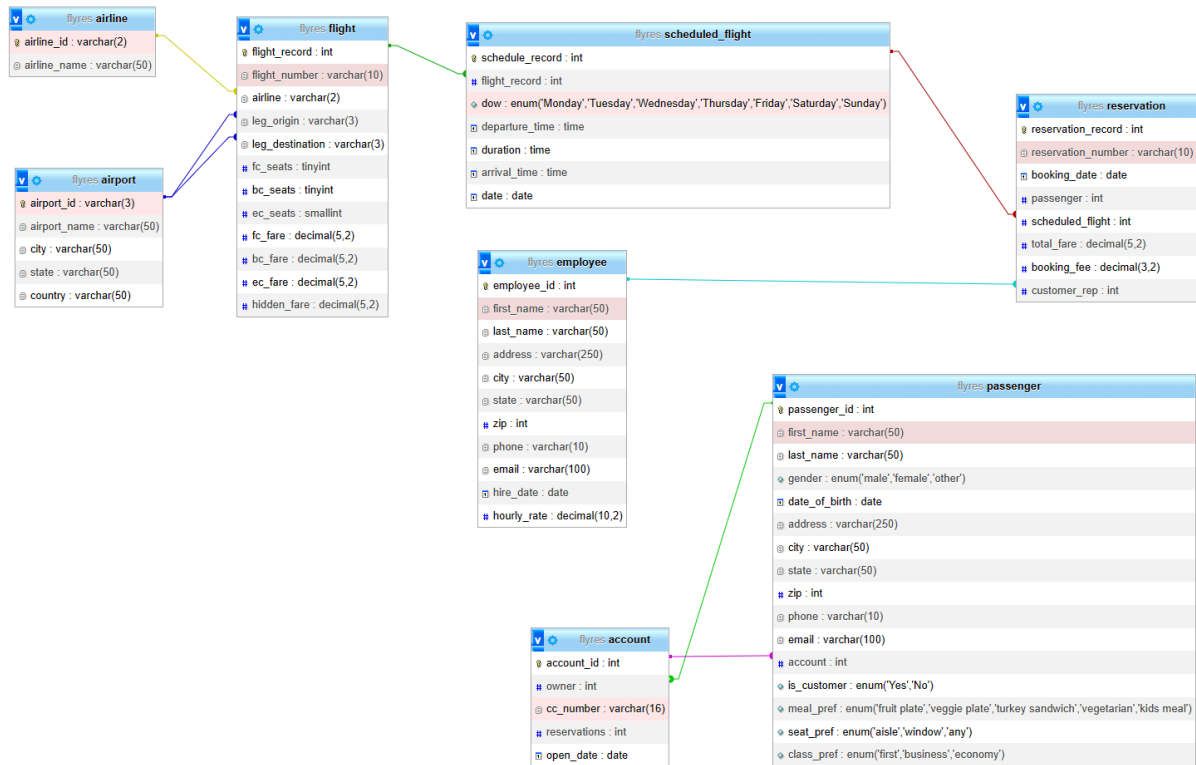 flyres airline
airline_id : varchar(2)
airline_name : varchar(50)
flyres airport
airport_id : varchar(3)
airport_name : varchar(50)
city : varchar(50)
state : varchar(50)
country : varchar(50)
flyres flight
flight_record : int
flight_number : varchar(10)
airline : varchar(2)
leg_origin : varchar(3)
leg_destination : varchar(3)
fc_seats : tinyint
bc_seats : tinyint
ec_seats : smallint
fc_fare : decimal(5,2)
bc_fare : decimal(5,2)
ec_fare : decimal(5,2)
hidden_fare : decimal(5,2)
flyres scheduled_flight
schedule_record : int
flight_record : int
dow : enum('Monday','Tuesday','Wednesday','Thursday','Friday','Saturday','Sunday')
departure_time : time
duration : time
arrival_time : time
date : date
flyres reservation
reservation_record : int
reservation_number : varchar(10)
booking_date : date
passenger : int
scheduled_flight : int
total_fare : decimal(5,2)
booking_fee : decimal(3,2)
customer_rep : int
flyres employee
employee_id : int
first_name : varchar(50)
last_name : varchar(50)
address : varchar(250)
city : varchar(50)
state : varchar(50)
zip : int
phone : varchar(10)
email : varchar(100)
hire_date : date
hourly_rate : decimal(10,2)
flyres passenger
passenger_id : int
first_name : varchar(50)
last_name : varchar(50)
gender : enum('male','female','other')
date_of_birth : date
address : varchar(250)
city : varchar(50)
state : varchar(50)
zip : int
phone : varchar(10)
email : varchar(100)
account : int
is_customer : enum('Yes','No')
meal_pref : enum('fruit plate','veggie plate','turkey sandwich','vegetarian','kids meal')
seat_pref : enum('aisle','window','any')
class_pref : enum('first','business','economy')
flyres account
account_id : int
owner : int
cc_number : varchar(16)
reservations : int
open_date : date